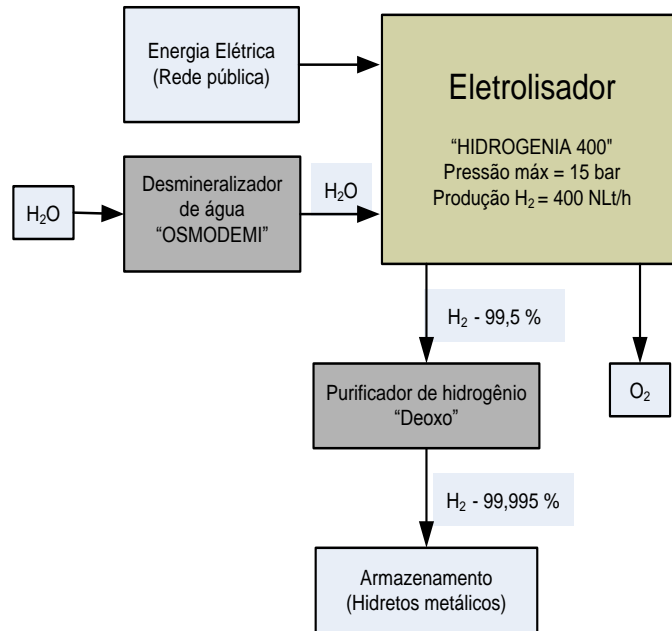 Energia Elétrica
(Rede pública)
Eletrolisador
“HIDROGENIA 400"
Pressão máx = 15 bar
Produção H₂ = 400 NLt/h
H₂O
Desmineralizador
de água
“OSMODEMI”
H₂O
H₂ - 99,5 %
Purificador de hidrogênio
“Deoxo”
O₂
H₂ - 99,995 %
Armazenamento
(Hidretos metálicos)